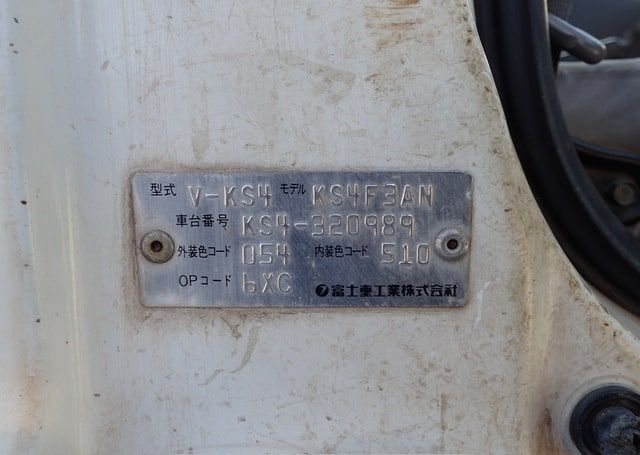 型式 V-KS4 モデル KS4F3AN
車台番号 KS4-320989
外装色コード 054 内装色コード 510
OPコード 6XC 富士重工業株式会社